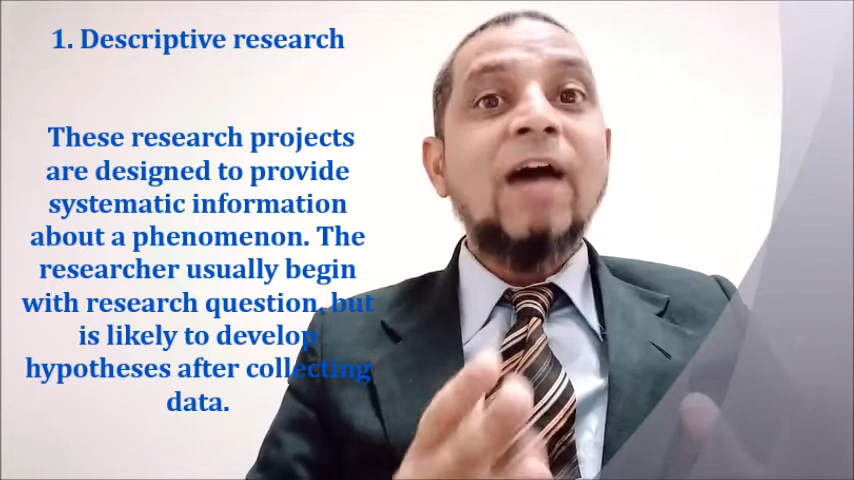 1. Descriptive research
These research projects
are designed to provide
systematic information
about a phenomenon. The
researcher usually begin
with research question, but
is likely to develop
hypotheses after collecting
data.